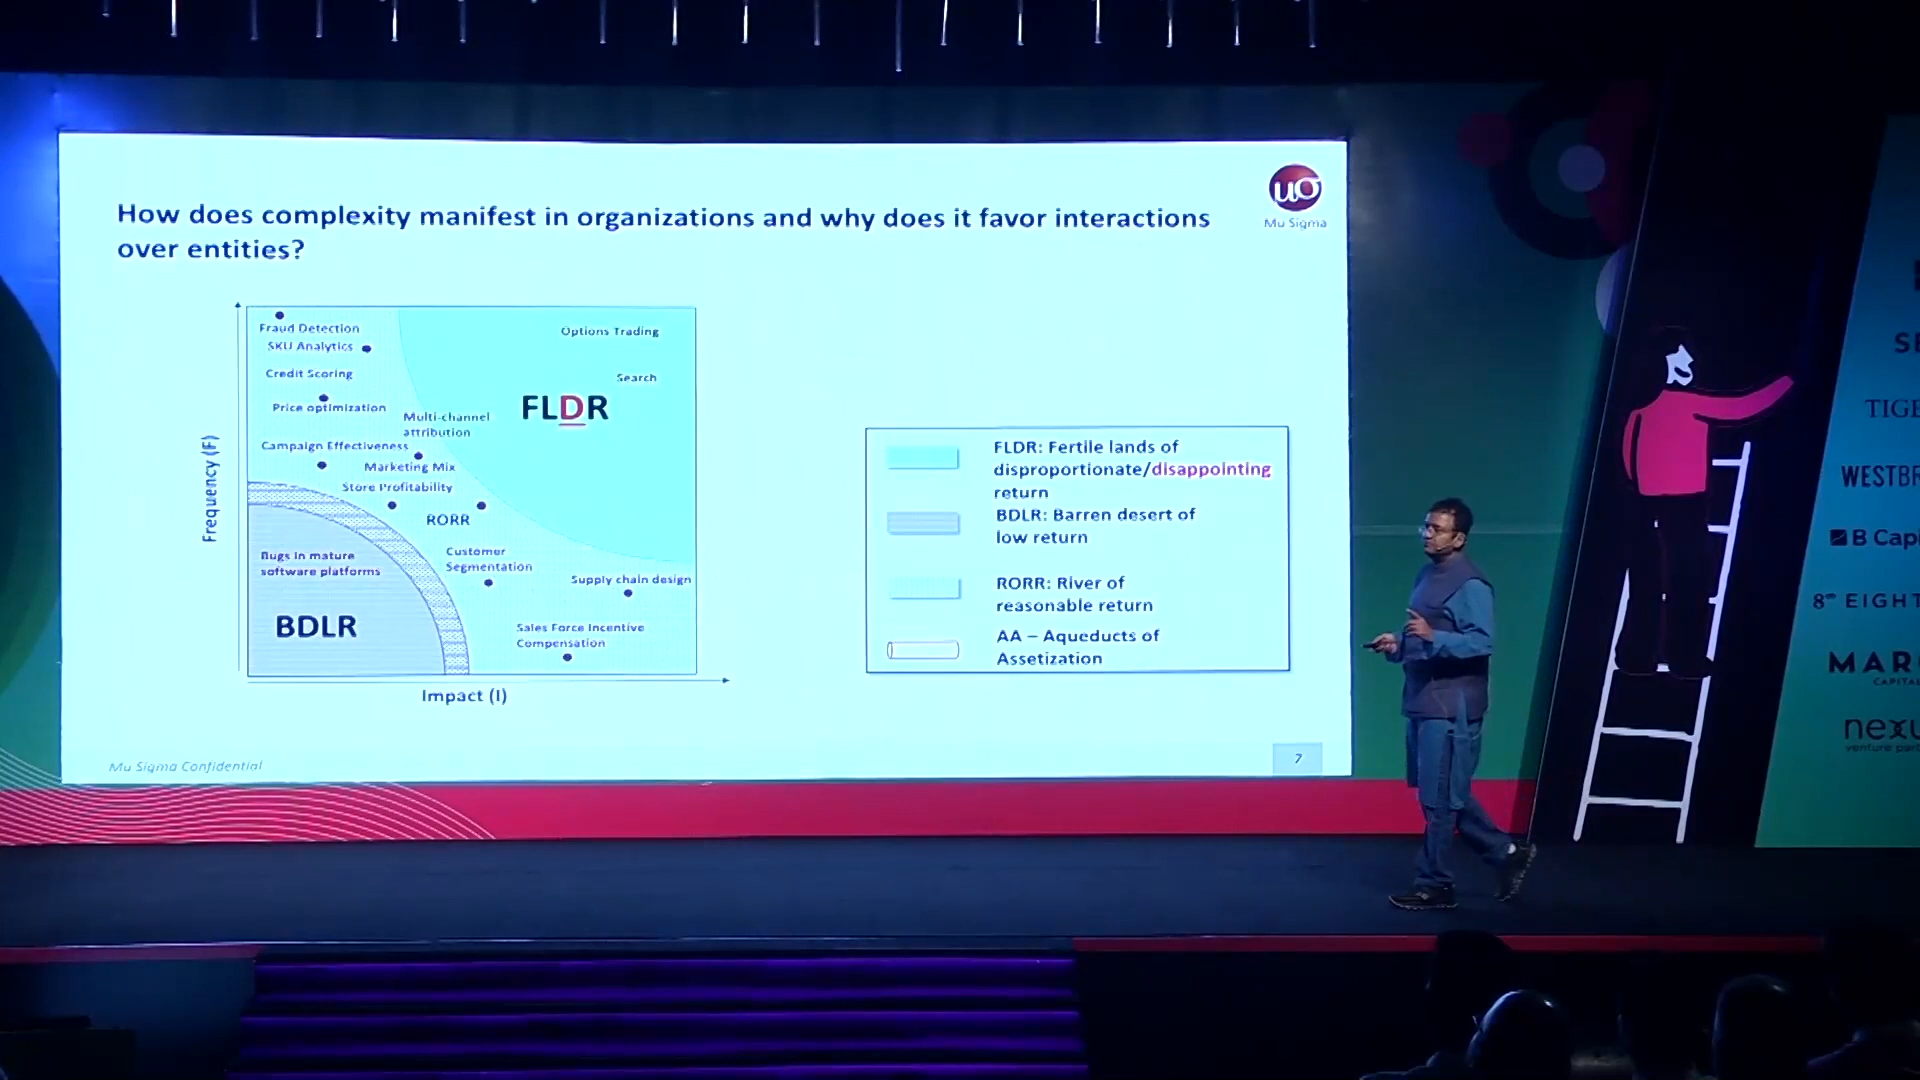 How does complexity manifest in organizations and why does it favor interactions
over entities?
uσ
Mu Sigma
Frequency (F)
Fraud Detection
SKU Analytics
Credit Scoring
Price optimization
Campaign Effectiveness
Multi-channel
attribution
Marketing Mix
Store Profitability
RORR
Options Trading
Search
FLDR
Bugs in mature
software platforms
BDLR
Customer
Segmentation
Supply chain design
Sales Force Incentive
Compensation
Impact (I)
FLDR: Fertile lands of
disproportionate/disappointing
return
BDLR: Barren desert of
low return
RORR: River of
reasonable return
AA – Aqueducts of
Assetization
Mu Sigma Confidential
7
B Cap
EIGHT
nexu